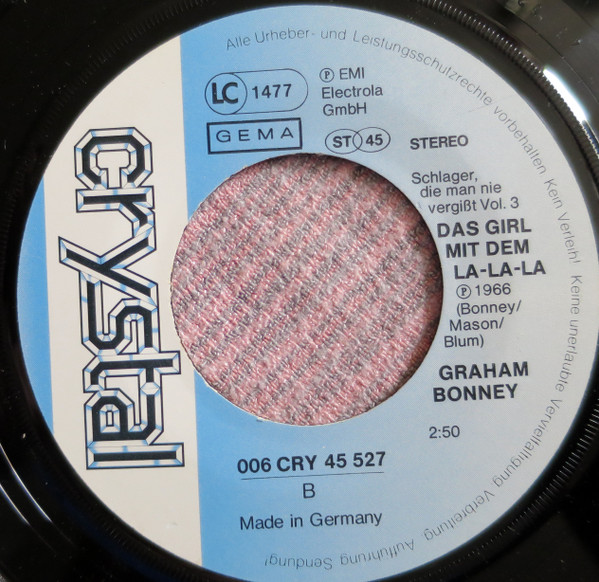 Alle Urheber- und Leistungsschutzrechte vorbehalten Kein Verleih! Keine unerlaubte Vervielfältigung Verbreitung, Aufführung Sendung!
LC 1477
Ⓟ EMI
Electrola
GmbH
GEMA
ST 45
STEREO
crystal
Schlager,
die man nie
vergißt Vol. 3
DAS GIRL
MIT DEM
LA-LA-LA
Ⓟ 1966
(Bonney/
Mason/
Blum)
GRAHAM
BONNEY
2:50
006 CRY 45 527
B
Made in Germany